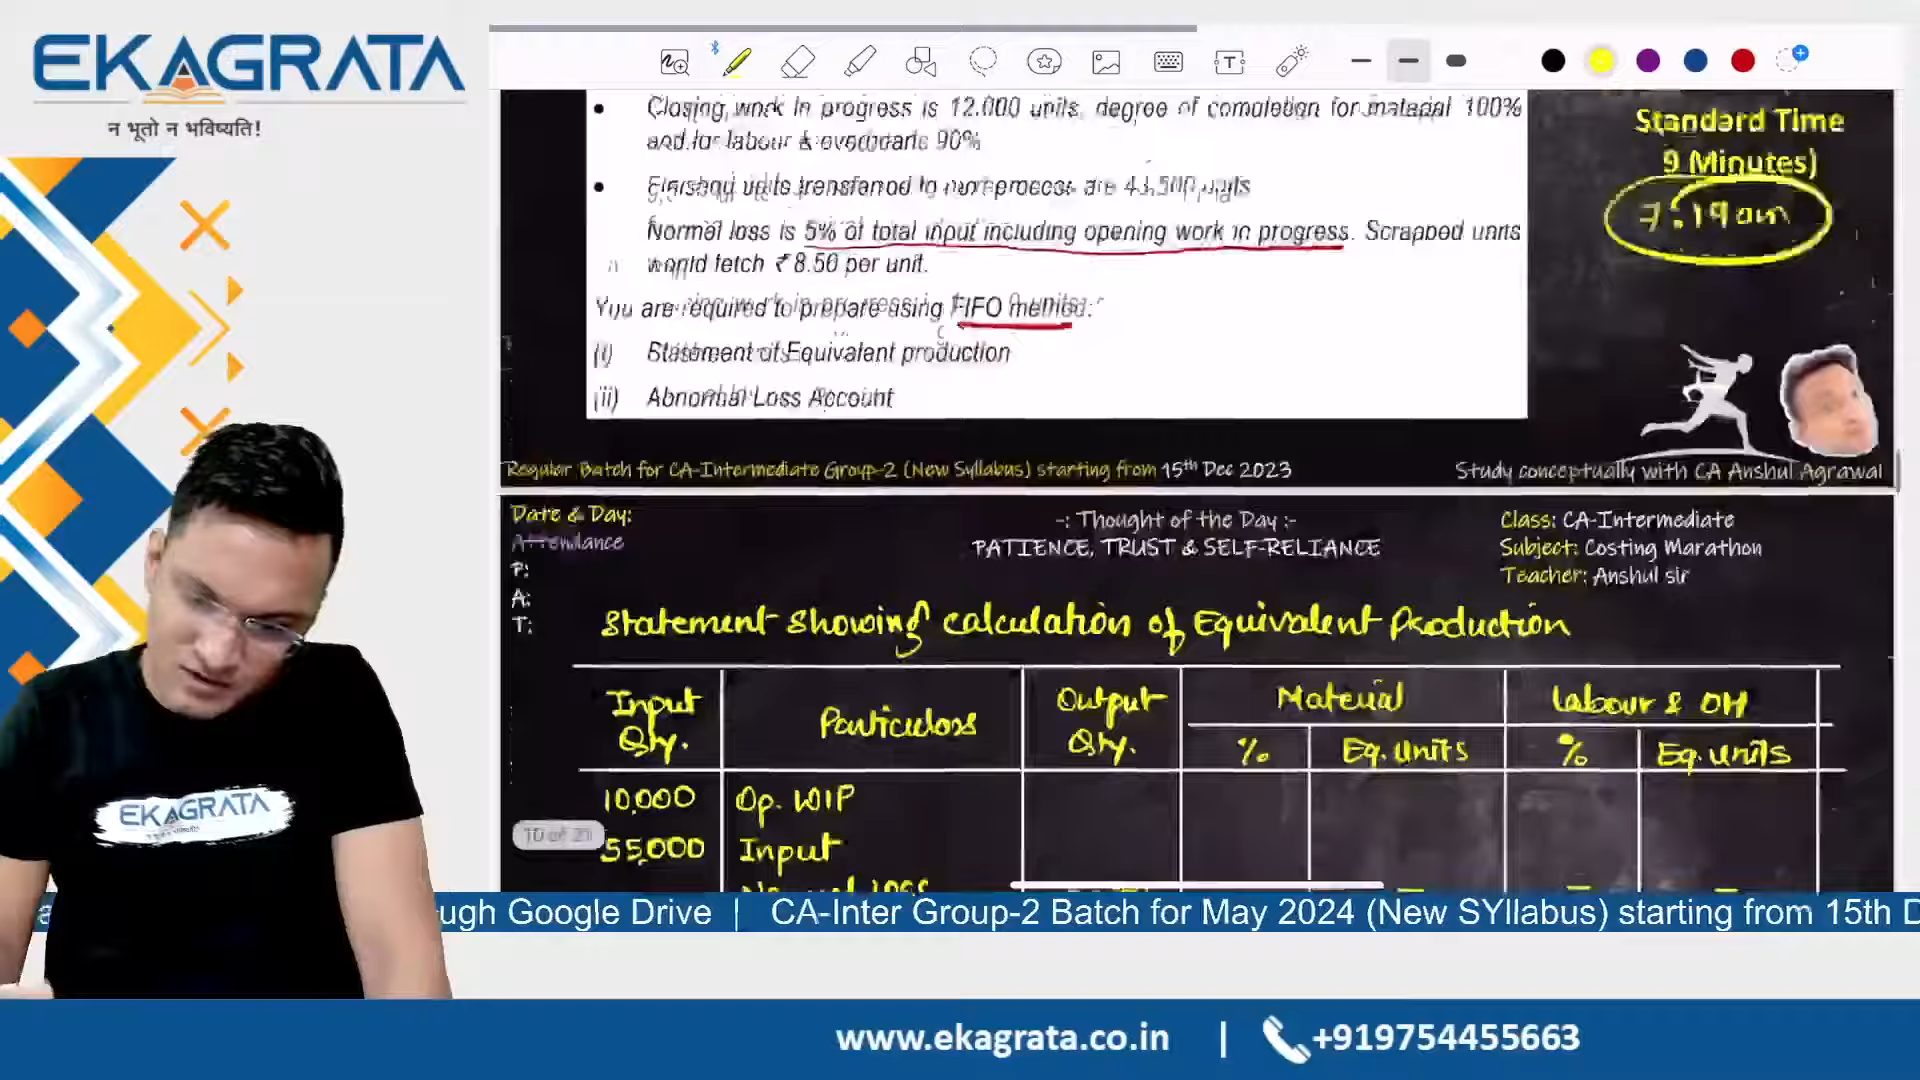 EKAGRATA
न भूतो न भविष्यति!
Closing work in progress is 12,000 units, degree of completion for material 100%
and for labour & overheads 90%
Finished units transferred to next process are 43,500 units
Normal loss is 5% of total input including opening work in progress. Scrapped units
would fetch ₹ 8.50 per unit.
You are required to prepare using FIFO method:
(i) Statement of Equivalent production
(ii) Abnormal Loss Account
Standard Time
9 Minutes)
7:19 am
Regular Batch for CA-Intermediate Group-2 (New Syllabus) starting from 15th Dec 2023
Study conceptually with CA Anshul Agrawal
Date & Day:
Attendance
P:
A:
T:
-: Thought of the Day :-
PATIENCE, TRUST & SELF-RELIANCE
Class: CA-Intermediate
Subject: Costing Marathon
Teacher: Anshul sir
Statement showing calculation of Equivalent Production
Input Qty. Particulars Output Qty. Material Labour & OH
% Eq. Units % Eq. Units
10,000 Op. WIP
55,000 Input
10 of 21
EKAGRATA
ugh Google Drive | CA-Inter Group-2 Batch for May 2024 (New SYllabus) starting from 15th D
www.ekagrata.co.in | +919754455663